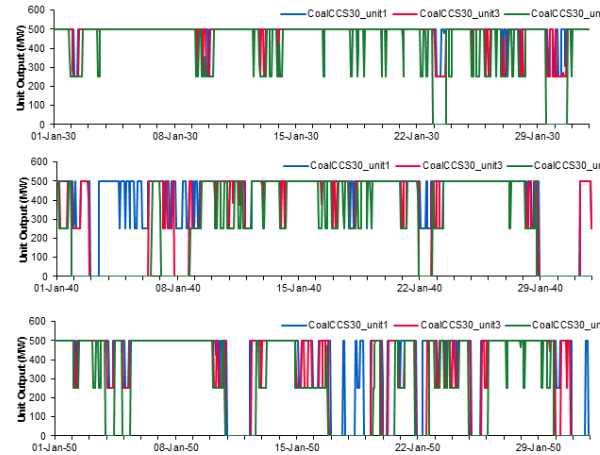 CoalCCS30_unit1 CoalCCS30_unit3
Unit Output (MW)
600
500
400
300
200
100
0
01-Jan-30 08-Jan-30 15-Jan-30 22-Jan-30 29-Jan-30
CoalCCS30_unit1 CoalCCS30_unit3
Unit Output (MW)
600
500
400
300
200
100
0
01-Jan-40 08-Jan-40 15-Jan-40 22-Jan-40 29-Jan-40
CoalCCS30_unit1 CoalCCS30_unit3
Unit Output (MW)
600
500
400
300
200
100
0
01-Jan-50 08-Jan-50 15-Jan-50 22-Jan-50 29-Jan-50